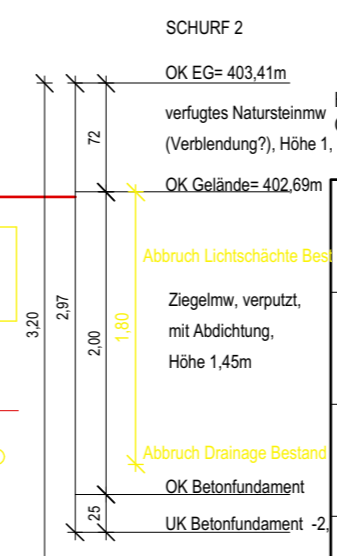 SCHURF 2
OK EG= 403,41m
verfugtes Natursteinmw
(Verblendung?), Höhe 1,
72
OK Gelände= 402,69m
Abbruch Lichtschächte Best
Ziegelmw, verputzt,
mit Abdichtung,
Höhe 1,45m
3,20
2,97
2,00
1,80
Abbruch Drainage Bestand
OK Betonfundament
25
UK Betonfundament -2,